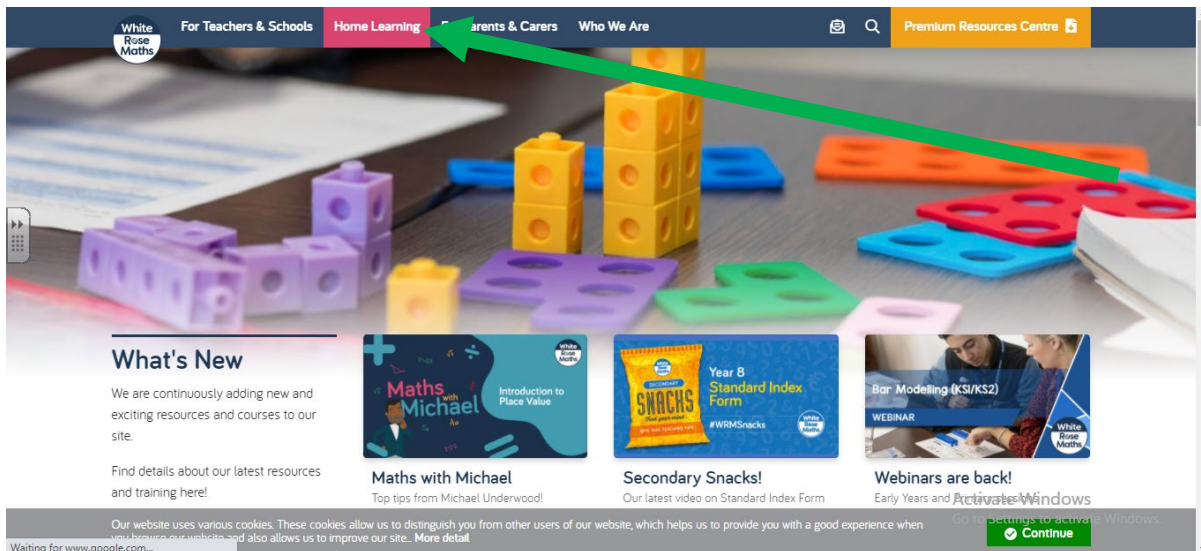 White
Rose
Maths
For Teachers & Schools
Home Learning
arents & Carers
Who We Are
Premium Resources Centre
What's New
We are continuously adding new and
exciting resources and courses to our
site.
Find details about our latest resources
and training here!
Maths
with
Michael
Introduction to
Place Value
White
Rose
Maths
Maths with Michael
Top tips from Michael Underwood!
SECONDARY
SNACKS
Year 8
Standard Index
Form
#WRMSnacks
White
Rose
Maths
Secondary Snacks!
Our latest video on Standard Index Form
Bar Modelling (KS1/KS2)
WEBINAR
White
Rose
Maths
Webinars are back!
Early Years and
Activate Windows
Go to Settings to activate Windows.
Our website uses various cookies. These cookies allow us to distinguish you from other users of our website, which helps us to provide you with a good experience when
you browse our website and also allows us to improve our site... More detail
Continue
Waiting for www.google.com...